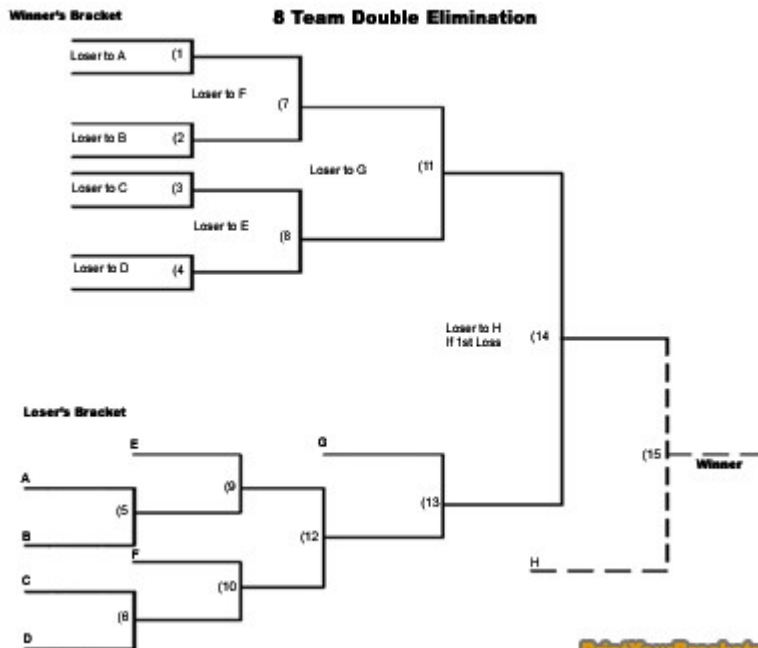 Winner's Bracket
8 Team Double Elimination
Loser to A
(1
Loser to F
(7
Loser to B
(2
Loser to C
(3
Loser to G
(11
Loser to E
(8
Loser to D
(4
Loser to H
If 1st Loss
(14
Loser's Bracket
E
G
A
(9
(15
Winner
(5
(13
B
(12
F
H
C
(10
(6
D